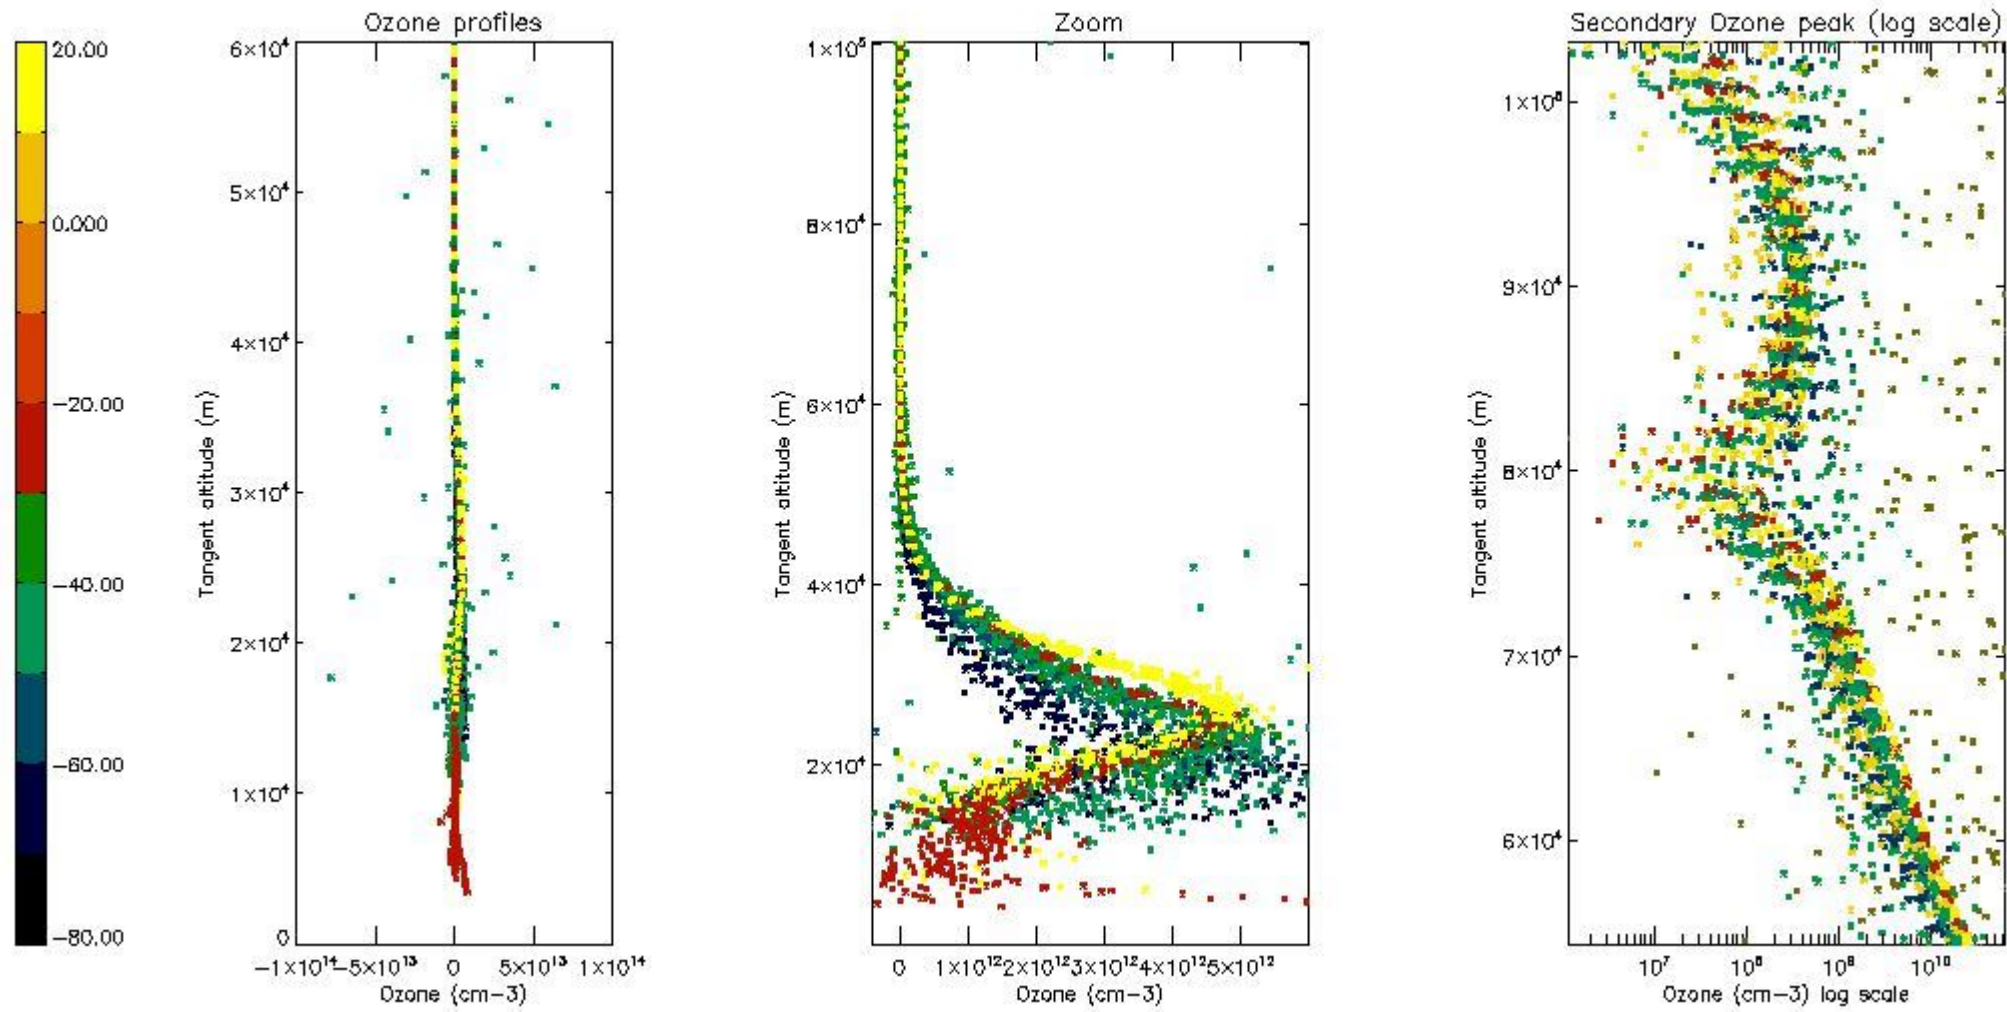 Ozone profiles
Zoom
Secondary Ozone peak (log scale)
20.00
0.000
−20.00
−40.00
−60.00
−80.00
6×10⁴
5×10⁴
4×10⁴
3×10⁴
2×10⁴
1×10⁴
0
Tangent altitude (m)
−1×10¹⁴ −5×10¹³ 0 5×10¹³ 1×10¹⁴
Ozone (cm−3)
1×10⁵
8×10⁴
6×10⁴
4×10⁴
2×10⁴
Tangent altitude (m)
0 1×10¹² 2×10¹² 3×10¹² 4×10¹² 5×10¹²
Ozone (cm−3)
1×10⁵
9×10⁴
8×10⁴
7×10⁴
6×10⁴
Tangent altitude (m)
10⁷ 10⁸ 10⁹ 10¹⁰
Ozone (cm−3) log scale